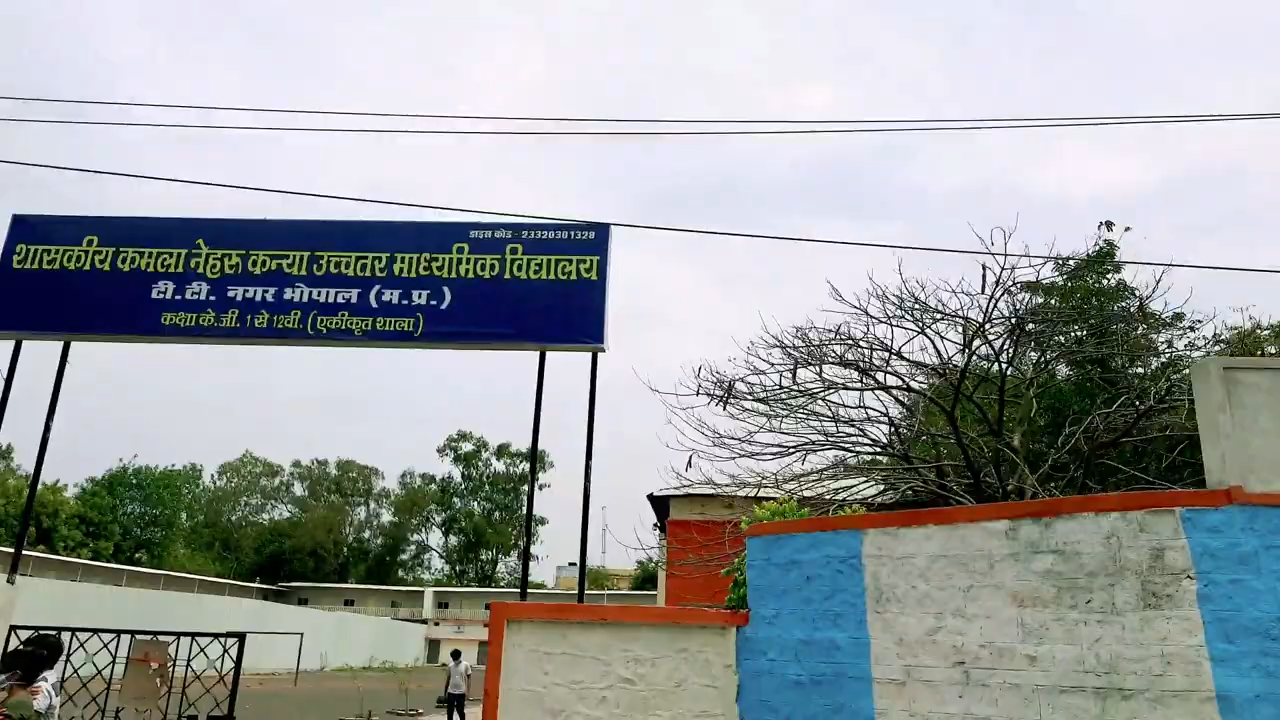 डाइस कोड - 23320301328
शासकीय कमला नेहरु कन्या उच्चतर माध्यमिक विद्यालय
टी.टी. नगर भोपाल (म.प्र.)
कक्षा के.जी. 1 से 12वी. (एकीकृत शाला)